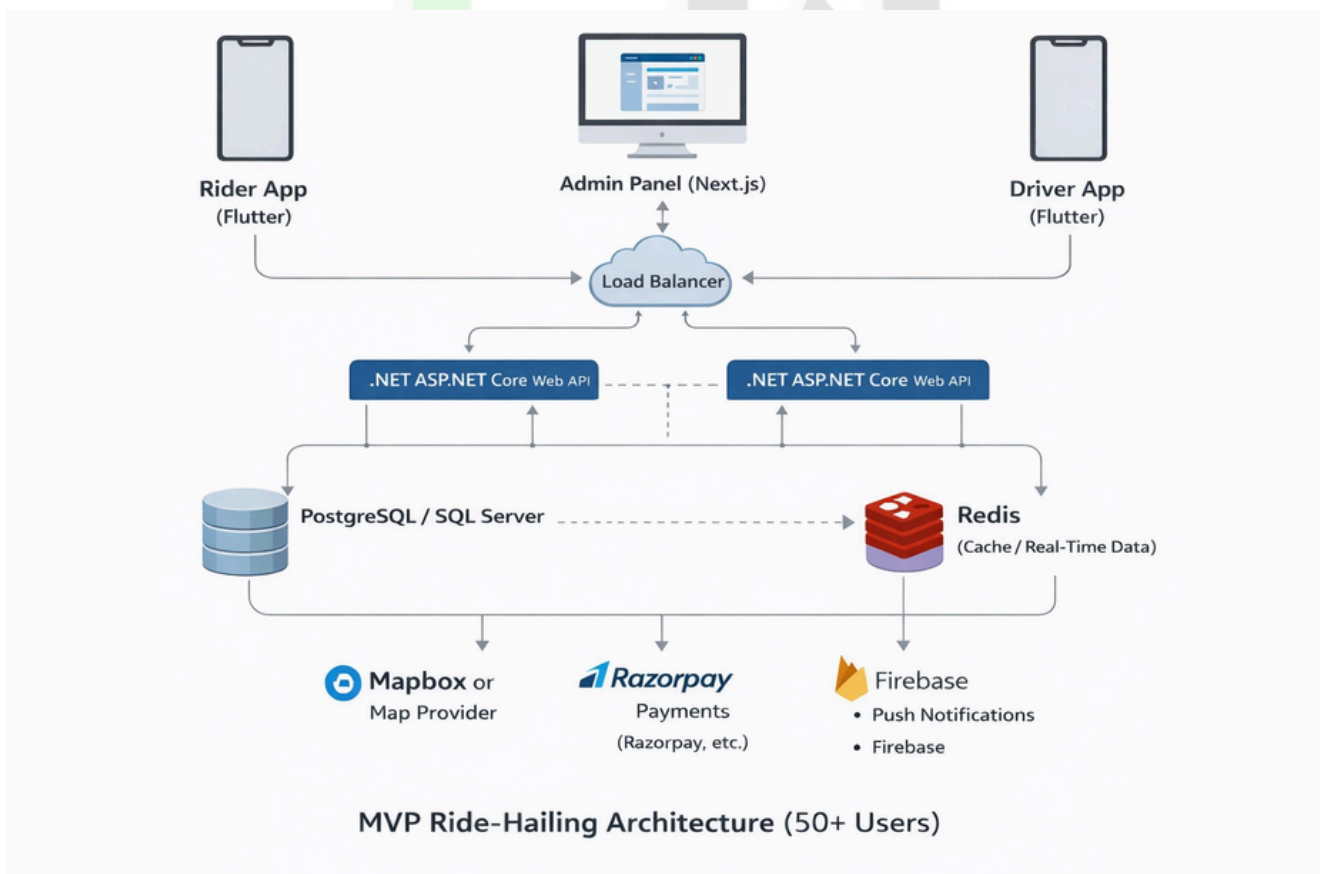 Rider App
(Flutter)
Admin Panel (Next.js)
Driver App
(Flutter)
Load Balancer
.NET ASP.NET Core Web API
.NET ASP.NET Core Web API
PostgreSQL / SQL Server
Redis
(Cache / Real-Time Data)
Mapbox or
Map Provider
Razorpay
Payments
(Razorpay, etc.)
Firebase
• Push Notifications
• Firebase
MVP Ride-Hailing Architecture (50+ Users)